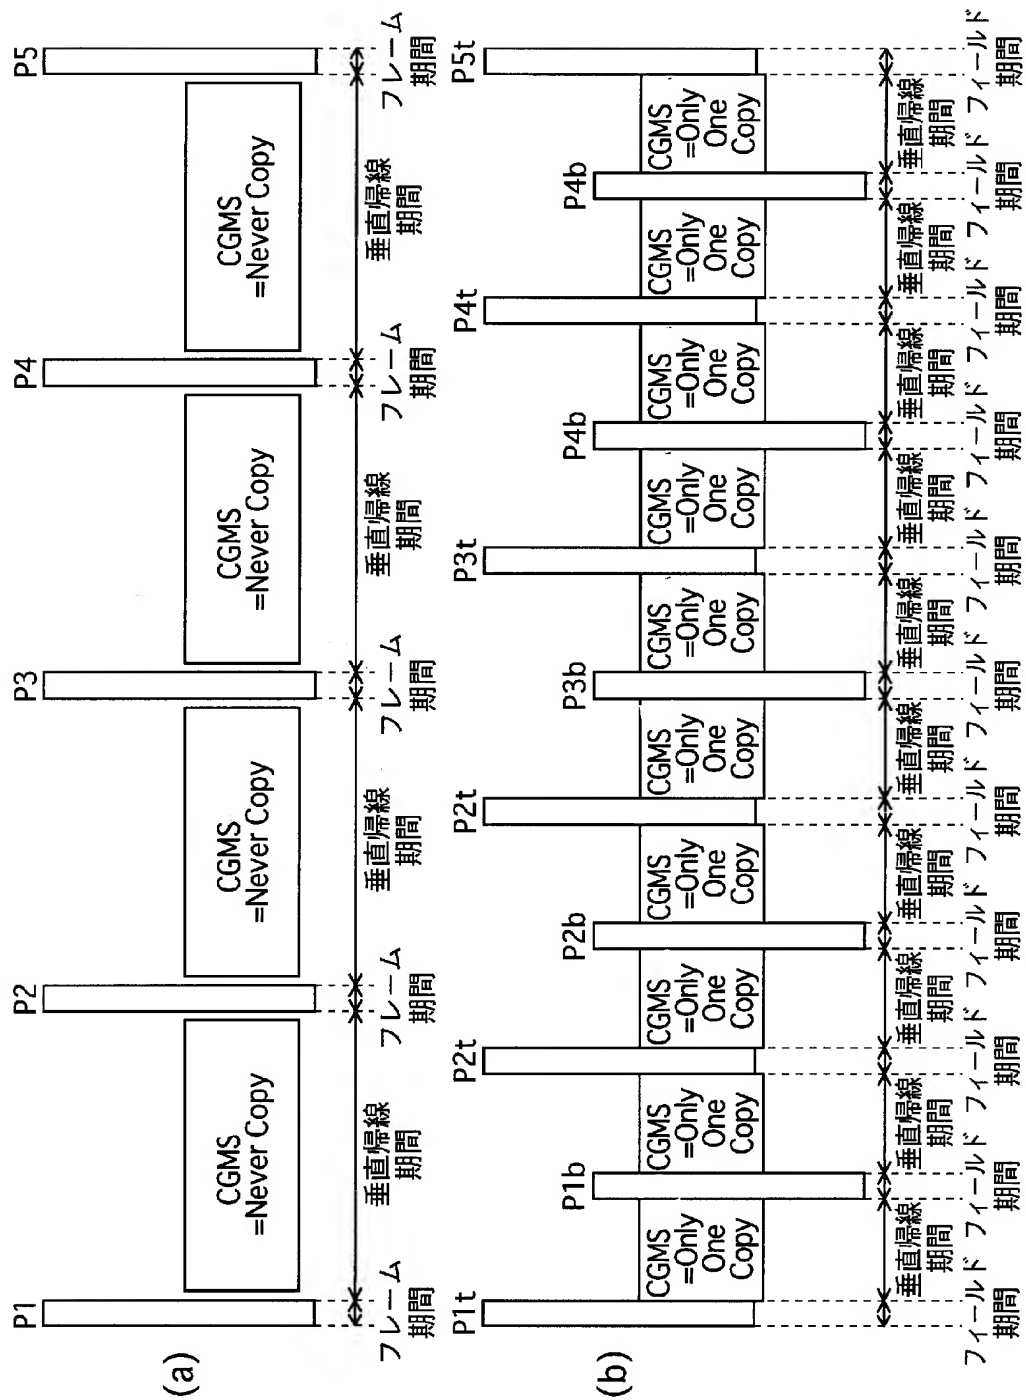 (a)
P1
P2
P3
P4
P5
CGMS
=Never Copy
CGMS
=Never Copy
CGMS
=Never Copy
CGMS
=Never Copy
フレーム
期間
垂直帰線
期間
フレーム
期間
垂直帰線
期間
フレーム
期間
垂直帰線
期間
フレーム
期間
垂直帰線
期間
フレーム
期間
(b)
P1t
P1b
P2t
P2b
P2t
P3b
P3t
P4b
P4t
P4b
P5t
CGMS
=Only
One
Copy
CGMS
=Only
One
Copy
CGMS
=Only
One
Copy
CGMS
=Only
One
Copy
CGMS
=Only
One
Copy
CGMS
=Only
One
Copy
CGMS
=Only
One
Copy
CGMS
=Only
One
Copy
CGMS
=Only
One
Copy
CGMS
=Only
One
Copy
フィールド
期間
垂直帰線
期間
フィールド
期間
垂直帰線
期間
フィールド
期間
垂直帰線
期間
フィールド
期間
垂直帰線
期間
フィールド
期間
垂直帰線
期間
フィールド
期間
垂直帰線
期間
フィールド
期間
垂直帰線
期間
フィールド
期間
垂直帰線
期間
フィールド
期間
垂直帰線
期間
フィールド
期間
垂直帰線
期間
フィールド
期間